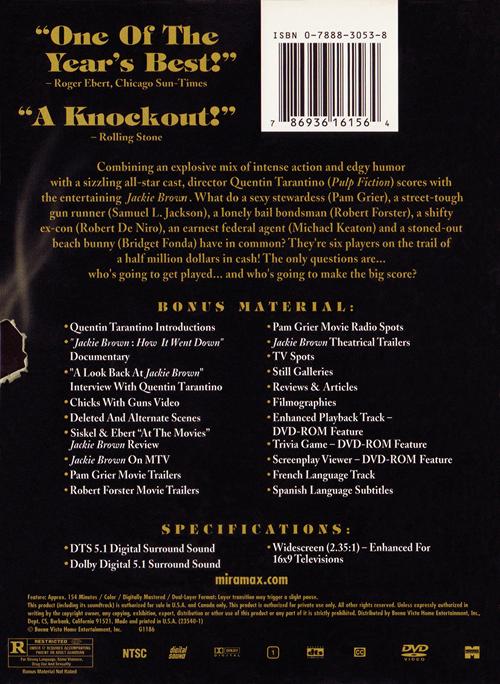 “One Of The
Year's Best!”
– Roger Ebert, Chicago Sun-Times
“A Knockout!”
– Rolling Stone
ISBN 0-7888-3053-8
7 86936 16156 4
Combining an explosive mix of intense action and edgy humor
with a sizzling all-star cast, director Quentin Tarantino (Pulp Fiction) scores with
the entertaining Jackie Brown. What do a sexy stewardess (Pam Grier), a street-tough
gun runner (Samuel L. Jackson), a lonely bail bondsman (Robert Forster), a shifty
ex-con (Robert De Niro), an earnest federal agent (Michael Keaton) and a stoned-out
beach bunny (Bridget Fonda) have in common? They're six players on the trail of
a half million dollars in cash! The only questions are...
who's going to get played... and who's going to make the big score?
BONUS MATERIAL:
• Quentin Tarantino Introductions
• "Jackie Brown: How It Went Down"
Documentary
• "A Look Back At Jackie Brown"
Interview With Quentin Tarantino
• Chicks With Guns Video
• Deleted And Alternate Scenes
• Siskel & Ebert “At The Movies”
Jackie Brown Review
• Jackie Brown On MTV
• Pam Grier Movie Trailers
• Robert Forster Movie Trailers
• Pam Grier Movie Radio Spots
• Jackie Brown Theatrical Trailers
• TV Spots
• Still Galleries
• Reviews & Articles
• Filmographies
• Enhanced Playback Track –
DVD-ROM Feature
• Trivia Game – DVD-ROM Feature
• Screenplay Viewer – DVD-ROM Feature
• French Language Track
• Spanish Language Subtitles
SPECIFICATIONS:
• DTS 5.1 Digital Surround Sound
• Dolby Digital 5.1 Surround Sound
• Widescreen (2.35:1) – Enhanced For
16x9 Televisions
miramax.com
Feature: Approx. 154 Minutes / Color / Digitally Mastered / Dual-Layer Format: Layer transition may trigger a slight pause.
This product (including its soundtrack) is authorized for sale in U.S.A. and Canada only. This product is authorized for private use only. All other rights reserved. Unless expressly authorized in
writing by the copyright owner, any copying, exhibition, export, distribution or other use of this product or any part of it is strictly prohibited. Distributed by Buena Vista Home Entertainment, Inc.,
Dept. CS, Burbank, California 91521. Made and printed in U.S.A. (23540-1)
© Buena Vista Home Entertainment, Inc. G1186
R RESTRICTED
UNDER 17 REQUIRES ACCOMPANYING
PARENT OR ADULT GUARDIAN
For Strong Language, Some Violence,
Drug Use And Sexuality
Bonus Material Not Rated
NTSC
digital
sound
DOLBY
DIGITAL
1
dts
CC
DVD
VIDEO